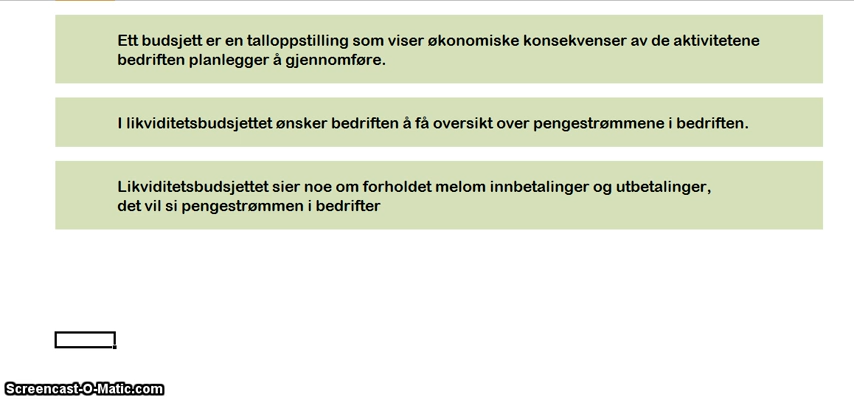 Ett budsjett er en talloppstilling som viser økonomiske konsekvenser av de aktivitetene
bedriften planlegger å gjennomføre.
I likviditetsbudsjettet ønsker bedriften å få oversikt over pengestrømmene i bedriften.
Likviditetsbudsjettet sier noe om forholdet melom innbetalinger og utbetalinger,
det vil si pengestrømmen i bedrifter
Screencast-O-Matic.com